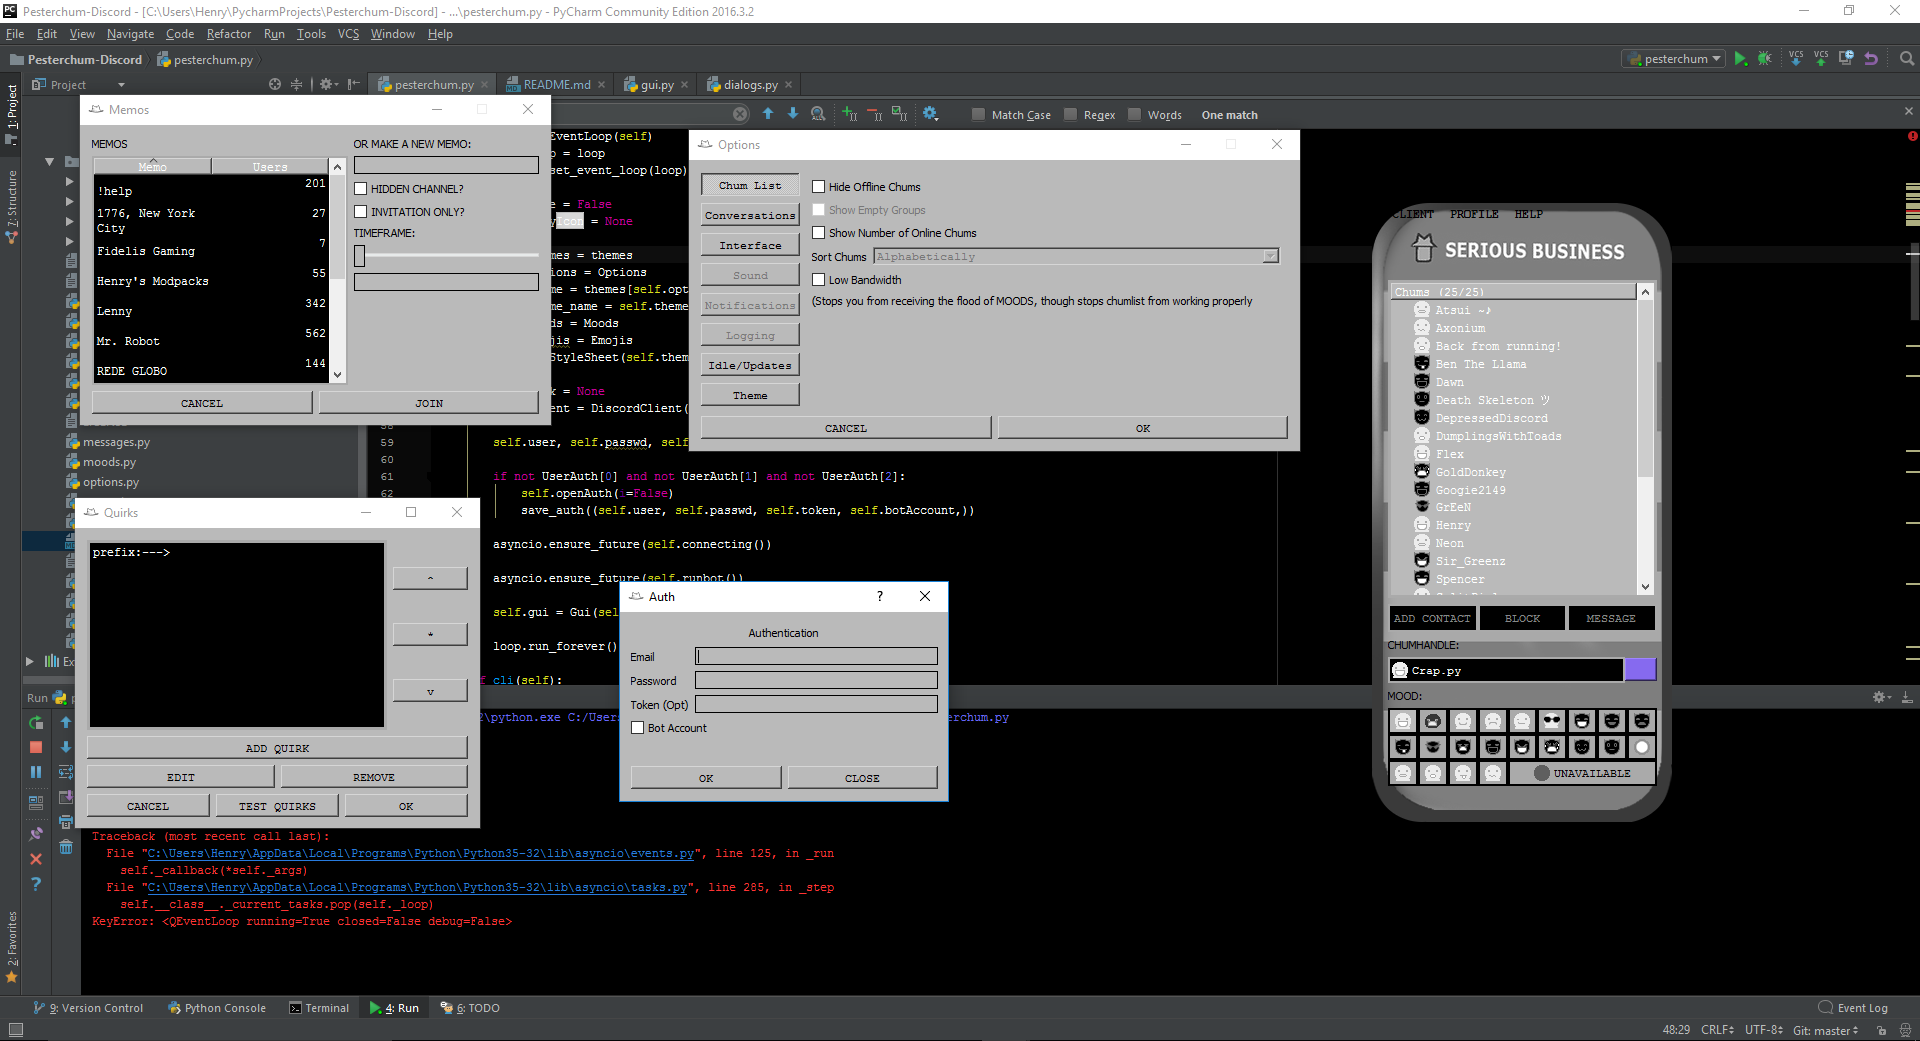 Pesterchum-Discord - [C:\Users\Henry\PycharmProjects\Pesterchum-Discord] - ...\pesterchum.py - PyCharm Community Edition 2016.3.2
File Edit View Navigate Code Refactor Run Tools VCS Window Help
Pesterchum-Discord pesterchum.py pesterchum
Project pesterchum.py README.md gui.py dialogs.py
Match Case Regex Words One match
1: Project
7: Structure
2: Favorites
Memos
MEMOS
Memo Users
!help 201
1776, New York City 27
Fidelis Gaming 7
Henry's Modpacks 55
Lenny 342
Mr. Robot 562
REDE GLOBO 144
OR MAKE A NEW MEMO:
HIDDEN CHANNEL?
INVITATION ONLY?
TIMEFRAME:
CANCEL JOIN
EventLoop(self)
p = loop
set_event_loop(loop)
e = False
yIcon = None
mes = themes
ions = Options
me = themes[self.opt
me_name = self.theme
ds = Moods
jis = Emojis
StyleSheet(self.them
k = None
ent = DiscordClient(
59 self.user, self.passwd, self
60
61 if not UserAuth[0] and not UserAuth[1] and not UserAuth[2]:
62 self.openAuth(i=False)
save_auth((self.user, self.passwd, self.token, self.botAccount,))
asyncio.ensure_future(self.connecting())
asyncio.ensure_future(self.runbot())
self.gui = Gui(sel
loop.run_forever()
f cli(self):
messages.py
moods.py
options.py
Ex
Options
Chum List
Conversations
Interface
Sound
Notifications
Logging
Idle/Updates
Theme
Hide Offline Chums
Show Empty Groups
Show Number of Online Chums
Sort Chums Alphabetically
Low Bandwidth
(Stops you from receiving the flood of MOODS, though stops chumlist from working properly
CANCEL OK
Quirks
prefix:--->
^
*
v
ADD QUIRK
EDIT REMOVE
CANCEL TEST QUIRKS OK
Auth ?
Authentication
Email
Password
Token (Opt)
Bot Account
OK CLOSE
CLIENT PROFILE HELP
SERIOUS BUSINESS
Chums (25/25)
Atsui ~♪
Axonium
Back from running!
Ben The Llama
Dawn
Death Skeleton ツ
DepressedDiscord
DumplingsWithToads
Flex
GoldDonkey
Googie2149
GrEeN
Henry
Neon
Sir_Greenz
Spencer
ADD CONTACT BLOCK MESSAGE
CHUMHANDLE:
Crap.py
MOOD:
UNAVAILABLE
Run
2\python.exe C:/Users erchum.py
Traceback (most recent call last):
File "C:\Users\Henry\AppData\Local\Programs\Python\Python35-32\lib\asyncio\events.py", line 125, in _run
self._callback(*self._args)
File "C:\Users\Henry\AppData\Local\Programs\Python\Python35-32\lib\asyncio\tasks.py", line 285, in _step
self.__class__._current_tasks.pop(self._loop)
KeyError: <QEventLoop running=True closed=False debug=False>
9: Version Control Python Console Terminal 4: Run 6: TODO Event Log
48:29 CRLF UTF-8 Git: master